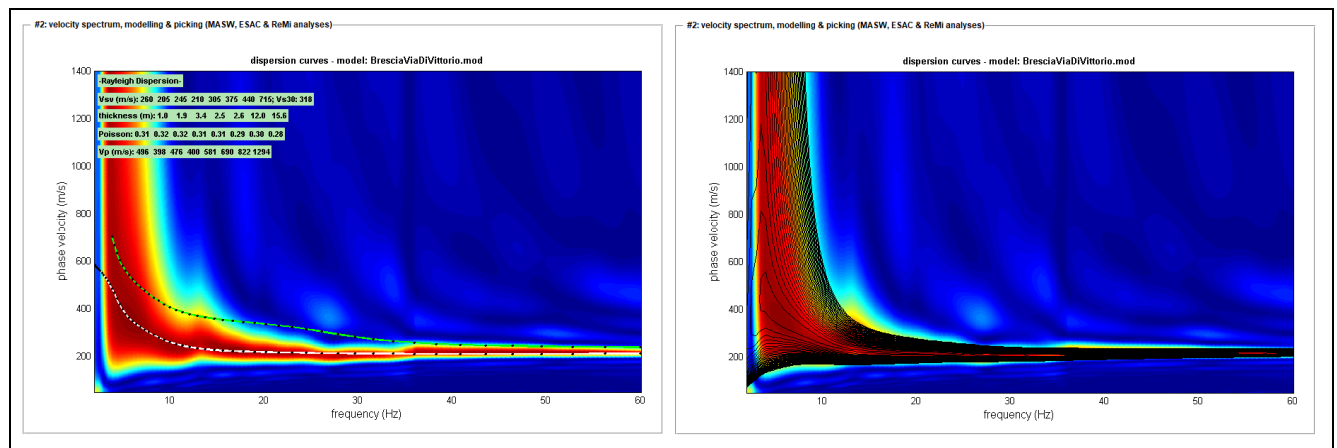 #2: velocity spectrum, modelling & picking (MASW, ESAC & ReMi analyses)
dispersion curves - model: BresciaViaDiVittorio.mod
-Rayleigh Dispersion-
Vsv (m/s): 260 205 245 210 305 375 440 715; Vs30: 318
thickness (m): 1.0 1.9 3.4 2.5 2.6 12.0 15.6
Poisson: 0.31 0.32 0.32 0.31 0.31 0.29 0.30 0.28
Vp (m/s): 496 398 476 400 581 690 822 1294
phase velocity (m/s)
1400
1200
1000
800
600
400
200
10 20 30 40 50 60
frequency (Hz)
#2: velocity spectrum, modelling & picking (MASW, ESAC & ReMi analyses)
dispersion curves - model: BresciaViaDiVittorio.mod
phase velocity (m/s)
1400
1200
1000
800
600
400
200
10 20 30 40 50 60
frequency (Hz)